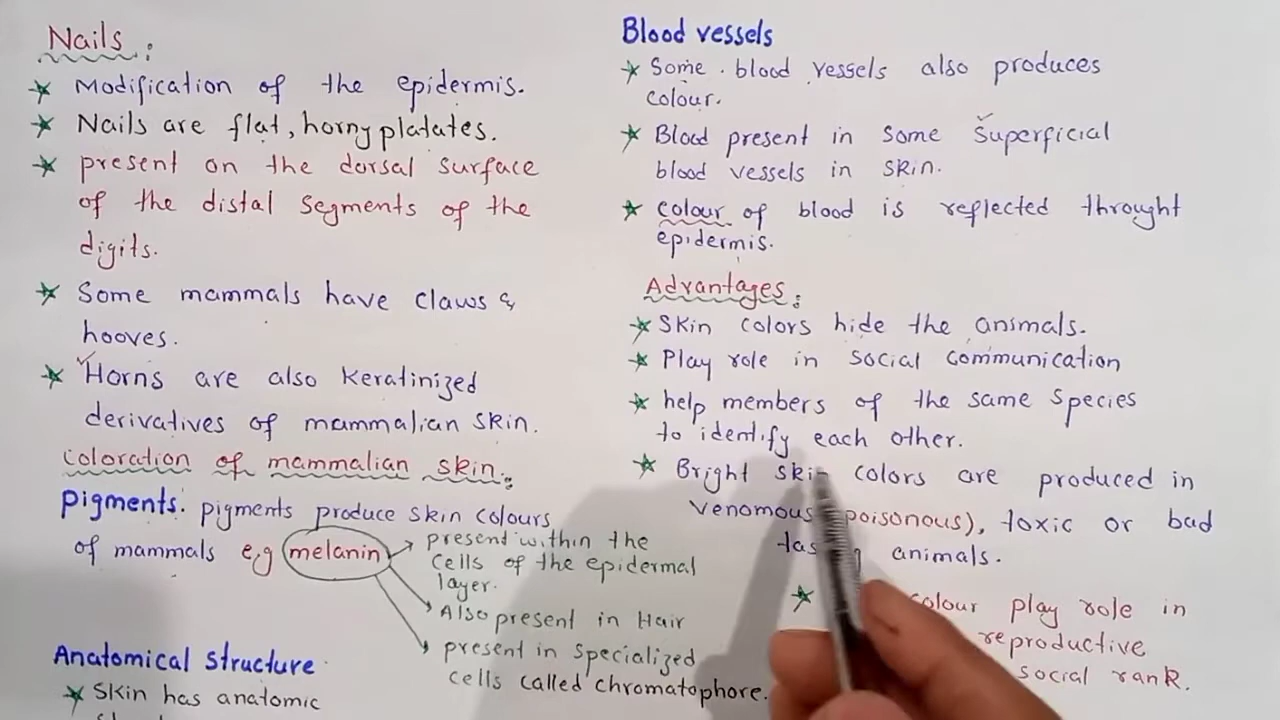 Nails :
Modification of the epidermis.
Nails are flat, horny platates.
present on the dorsal surface
of the distal segments of the
digits.
Some mammals have claws &
hooves.
Horns are also Keratinized
derivatives of mammalian skin.
Coloration of mammalian skin.
Pigments. pigments produce skin colours
of mammals e,g melanin
present within the
cells of the epidermal
layer.
Also present in Hair
present in specialized
cells called chromatophore.
Anatomical structure
Skin has anatomic
Blood vessels
Some . blood vessels also produces
colour.
Blood present in some superficial
blood vessels in skin.
colour of blood is reflected throught
epidermis.
Advantages :
Skin colors hide the animals.
Play role in social communication
help members of the same species
to identify each other.
Bright skin colors are produced in
Venomous poisonous), toxic or bad
animals.
colour play role in
reproductive
social rank.